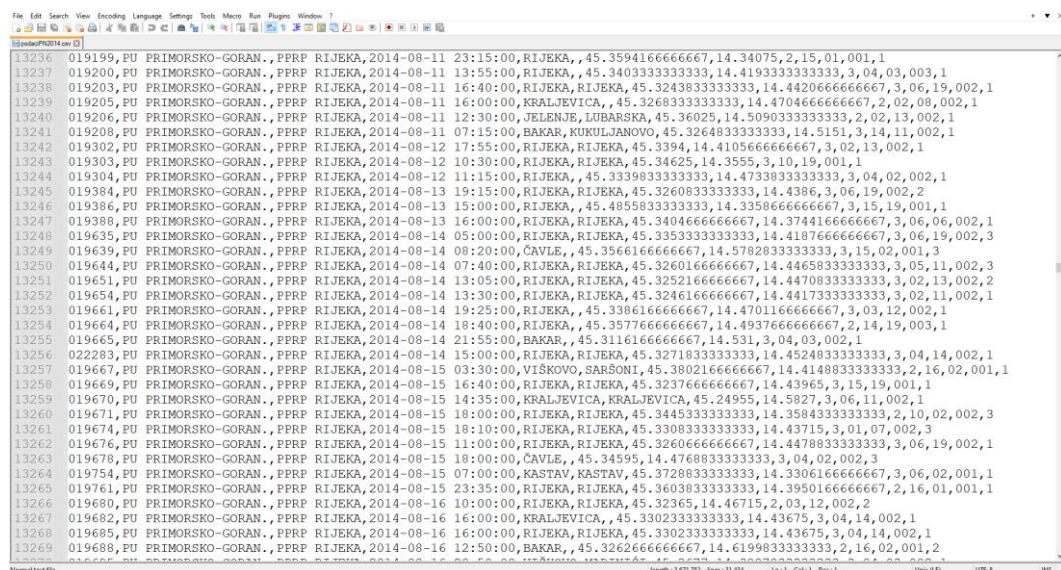 File Edit Search View Encoding Language Settings Tools Macro Run Plugins Window ?
podaciPN2014.csv
13236 019199,PU PRIMORSKO-GORAN.,PPRP RIJEKA,2014-08-11 23:15:00,RIJEKA,,45.3594166666667,14.34075,2,15,01,001,1
13237 019200,PU PRIMORSKO-GORAN.,PPRP RIJEKA,2014-08-11 13:55:00,RIJEKA,,45.3403333333333,14.4193333333333,3,04,03,003,1
13238 019203,PU PRIMORSKO-GORAN.,PPRP RIJEKA,2014-08-11 16:40:00,RIJEKA,RIJEKA,45.3243833333333,14.4420666666667,3,06,19,002,1
13239 019205,PU PRIMORSKO-GORAN.,PPRP RIJEKA,2014-08-11 16:00:00,KRALJEVICA,,45.3268333333333,14.4704666666667,2,02,08,002,1
13240 019206,PU PRIMORSKO-GORAN.,PPRP RIJEKA,2014-08-11 12:30:00,JELENJE,LUBARSKA,45.36025,14.5090333333333,2,02,13,002,1
13241 019208,PU PRIMORSKO-GORAN.,PPRP RIJEKA,2014-08-11 07:15:00,BAKAR,KUKULJANOVO,45.3264833333333,14.5151,3,14,11,002,1
13242 019302,PU PRIMORSKO-GORAN.,PPRP RIJEKA,2014-08-12 17:55:00,RIJEKA,RIJEKA,45.3394,14.4105666666667,3,02,13,002,1
13243 019303,PU PRIMORSKO-GORAN.,PPRP RIJEKA,2014-08-12 10:30:00,RIJEKA,RIJEKA,45.34625,14.3555,3,10,19,001,1
13244 019304,PU PRIMORSKO-GORAN.,PPRP RIJEKA,2014-08-12 11:15:00,RIJEKA,,45.3339833333333,14.4733833333333,3,04,02,002,1
13245 019384,PU PRIMORSKO-GORAN.,PPRP RIJEKA,2014-08-13 19:15:00,RIJEKA,RIJEKA,45.3260833333333,14.4386,3,06,19,002,2
13246 019386,PU PRIMORSKO-GORAN.,PPRP RIJEKA,2014-08-13 15:00:00,RIJEKA,,45.4855833333333,14.3358666666667,3,15,19,001,1
13247 019388,PU PRIMORSKO-GORAN.,PPRP RIJEKA,2014-08-13 16:00:00,RIJEKA,RIJEKA,45.3404666666667,14.3744166666667,3,06,06,002,1
13248 019635,PU PRIMORSKO-GORAN.,PPRP RIJEKA,2014-08-14 05:00:00,RIJEKA,RIJEKA,45.3353333333333,14.4187666666667,3,06,19,002,3
13249 019639,PU PRIMORSKO-GORAN.,PPRP RIJEKA,2014-08-14 08:20:00,ČAVLE,,45.3566166666667,14.5782833333333,3,15,02,001,3
13250 019644,PU PRIMORSKO-GORAN.,PPRP RIJEKA,2014-08-14 07:40:00,RIJEKA,RIJEKA,45.3260166666667,14.4465833333333,3,05,11,002,3
13251 019651,PU PRIMORSKO-GORAN.,PPRP RIJEKA,2014-08-14 13:05:00,RIJEKA,RIJEKA,45.3252166666667,14.4470833333333,3,02,13,002,2
13252 019654,PU PRIMORSKO-GORAN.,PPRP RIJEKA,2014-08-14 13:30:00,RIJEKA,RIJEKA,45.3246166666667,14.4417333333333,3,02,11,002,1
13253 019661,PU PRIMORSKO-GORAN.,PPRP RIJEKA,2014-08-14 19:25:00,RIJEKA,,45.3386166666667,14.4701166666667,3,03,12,002,1
13254 019664,PU PRIMORSKO-GORAN.,PPRP RIJEKA,2014-08-14 18:40:00,RIJEKA,,45.3577666666667,14.4937666666667,2,14,19,003,1
13255 019665,PU PRIMORSKO-GORAN.,PPRP RIJEKA,2014-08-14 21:55:00,BAKAR,,45.3116166666667,14.531,3,04,03,002,1
13256 022283,PU PRIMORSKO-GORAN.,PPRP RIJEKA,2014-08-14 15:00:00,RIJEKA,RIJEKA,45.3271833333333,14.4524833333333,3,04,14,002,1
13257 019667,PU PRIMORSKO-GORAN.,PPRP RIJEKA,2014-08-15 03:30:00,VIŠKOVO,SARŠONI,45.3802166666667,14.4148833333333,2,16,02,001,1
13258 019669,PU PRIMORSKO-GORAN.,PPRP RIJEKA,2014-08-15 16:40:00,RIJEKA,RIJEKA,45.3237666666667,14.43965,3,15,19,001,1
13259 019670,PU PRIMORSKO-GORAN.,PPRP RIJEKA,2014-08-15 14:35:00,KRALJEVICA,KRALJEVICA,45.24955,14.5827,3,06,11,002,1
13260 019671,PU PRIMORSKO-GORAN.,PPRP RIJEKA,2014-08-15 18:00:00,RIJEKA,RIJEKA,45.3445333333333,14.3584333333333,2,10,02,002,3
13261 019674,PU PRIMORSKO-GORAN.,PPRP RIJEKA,2014-08-15 18:10:00,RIJEKA,RIJEKA,45.3308333333333,14.43715,3,01,07,002,3
13262 019676,PU PRIMORSKO-GORAN.,PPRP RIJEKA,2014-08-15 11:00:00,RIJEKA,RIJEKA,45.3260666666667,14.4478833333333,3,06,19,002,1
13263 019678,PU PRIMORSKO-GORAN.,PPRP RIJEKA,2014-08-15 18:00:00,ČAVLE,,45.34595,14.4768833333333,3,04,02,002,3
13264 019754,PU PRIMORSKO-GORAN.,PPRP RIJEKA,2014-08-15 07:00:00,KASTAV,KASTAV,45.3728833333333,14.3306166666667,3,06,02,001,1
13265 019761,PU PRIMORSKO-GORAN.,PPRP RIJEKA,2014-08-15 23:35:00,RIJEKA,RIJEKA,45.3603833333333,14.3950166666667,2,16,01,001,1
13266 019680,PU PRIMORSKO-GORAN.,PPRP RIJEKA,2014-08-16 10:00:00,RIJEKA,RIJEKA,45.32365,14.46715,2,03,12,002,2
13267 019682,PU PRIMORSKO-GORAN.,PPRP RIJEKA,2014-08-16 16:00:00,KRALJEVICA,,45.3302333333333,14.43675,3,04,14,002,1
13268 019685,PU PRIMORSKO-GORAN.,PPRP RIJEKA,2014-08-16 16:00:00,RIJEKA,RIJEKA,45.3302333333333,14.43675,3,04,14,002,1
13269 019688,PU PRIMORSKO-GORAN.,PPRP RIJEKA,2014-08-16 12:50:00,BAKAR,,45.3262666666667,14.6199833333333,2,16,02,001,2
Normal text file